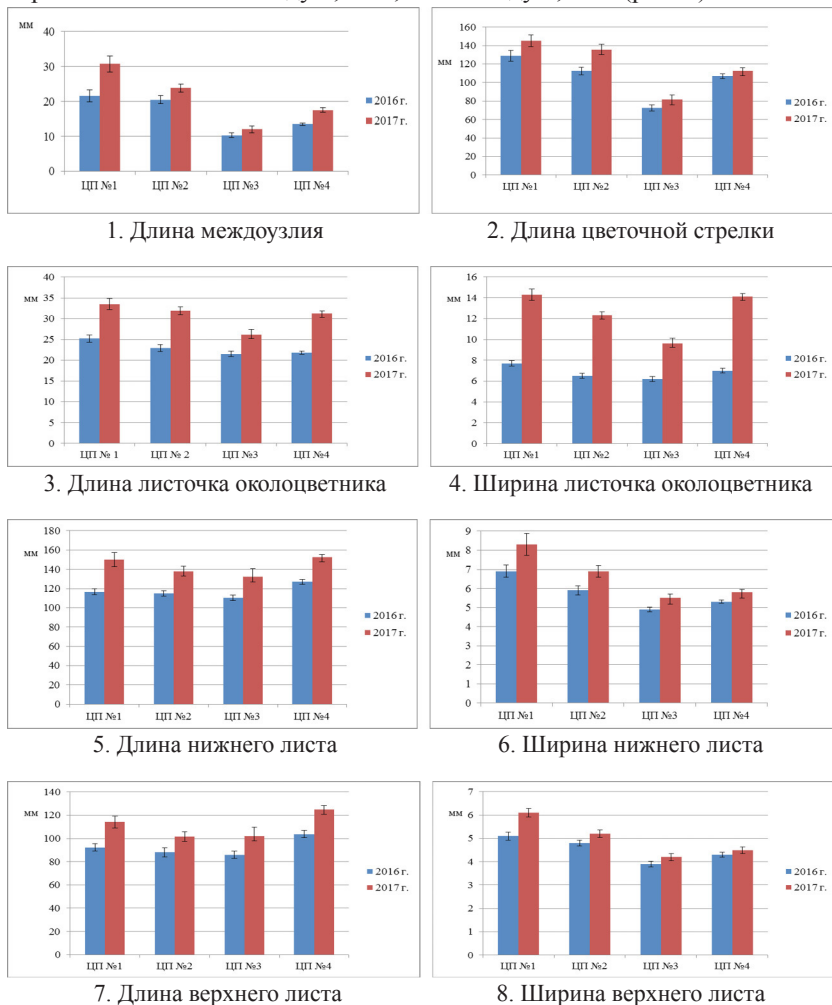 мм
40
30
20
10
0
ЦП №1 ЦП №2 ЦП №3 ЦП №4
2016 г.
2017 г.
1. Длина междоузлия
мм
160
140
120
100
80
60
40
20
0
ЦП №1 ЦП №2 ЦП №3 ЦП №4
2016 г.
2017 г.
2. Длина цветочной стрелки
мм
40
35
30
25
20
15
10
5
0
ЦП № 1 ЦП № 2 ЦП №3 ЦП №4
2016 г.
2017 г.
3. Длина листочка околоцветника
мм
16
14
12
10
8
6
4
2
0
ЦП №1 ЦП №2 ЦП №3 ЦП №4
2016 г.
2017 г.
4. Ширина листочка околоцветника
мм
180
160
140
120
100
80
60
40
20
0
ЦП №1 ЦП №2 ЦП №3 ЦП №4
2016 г.
2017 г.
5. Длина нижнего листа
мм
9
8
7
6
5
4
3
2
1
0
ЦП №1 ЦП №2 ЦП №3 ЦП №4
2016 г.
2017 г.
6. Ширина нижнего листа
мм
140
120
100
80
60
40
20
0
ЦП №1 ЦП №2 ЦП №3 ЦП №4
2016 г.
2017 г.
7. Длина верхнего листа
мм
7
6
5
4
3
2
1
0
ЦП №1 ЦП №2 ЦП №3 ЦП №4
2016 г.
2017 г.
8. Ширина верхнего листа